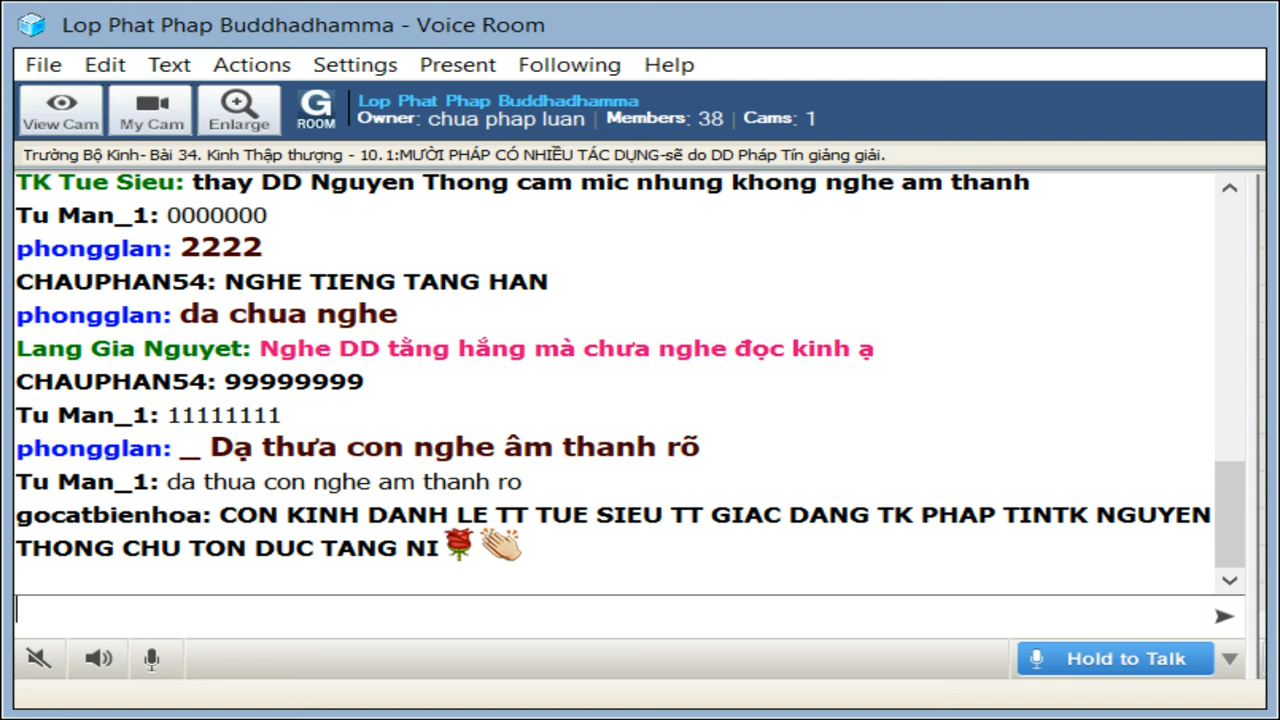 Lop Phat Phap Buddhadhamma - Voice Room
File Edit Text Actions Settings Present Following Help
View Cam My Cam Enlarge G ROOM
Lop Phat Phap Buddhadhamma
Owner: chua phap luan | Members: 38 | Cams: 1
Trường Bộ Kinh- Bài 34. Kinh Thập thượng - 10.1:MƯỜI PHÁP CÓ NHIỀU TÁC DỤNG-sẽ do DD Pháp Tín giảng giải.
TK Tue Sieu: thay DD Nguyen Thong cam mic nhung khong nghe am thanh
Tu Man_1: 0000000
phongglan: 2222
CHAUPHAN54: NGHE TIENG TANG HAN
phongglan: da chua nghe
Lang Gia Nguyet: Nghe DD tằng hắng mà chưa nghe đọc kinh ạ
CHAUPHAN54: 99999999
Tu Man_1: 11111111
phongglan: _ Dạ thưa con nghe âm thanh rõ
Tu Man_1: da thua con nghe am thanh ro
gocatbienhoa: CON KINH DANH LE TT TUE SIEU TT GIAC DANG TK PHAP TINTK NGUYEN
THONG CHU TON DUC TANG NI
Hold to Talk